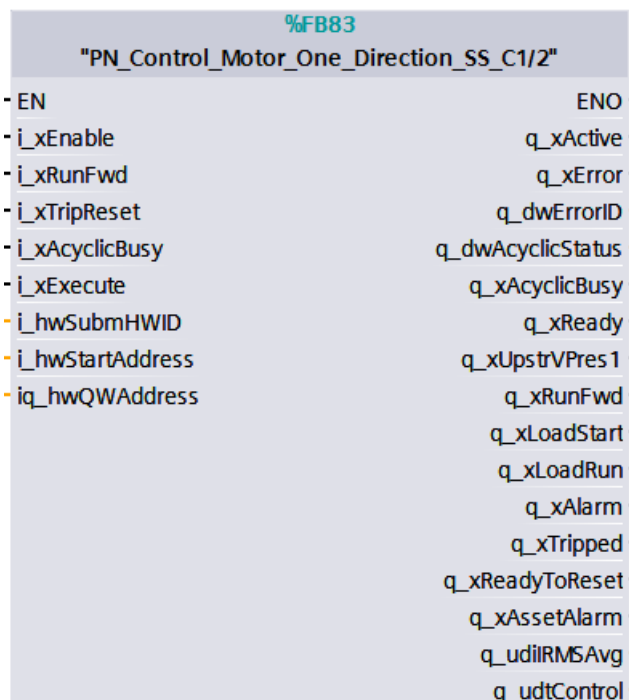 %FB83
"PN_Control_Motor_One_Direction_SS_C1/2"
EN ENO
i_xEnable q_xActive
i_xRunFwd q_xError
i_xTripReset q_dwErrorID
i_xAcyclicBusy q_dwAcyclicStatus
i_xExecute q_xAcyclicBusy
i_hwSubmHWID q_xReady
i_hwStartAddress q_xUpstrVPres1
iq_hwQWAddress q_xRunFwd
q_xLoadStart
q_xLoadRun
q_xAlarm
q_xTripped
q_xReadyToReset
q_xAssetAlarm
q_udiIRMSAvg
q_udtControl